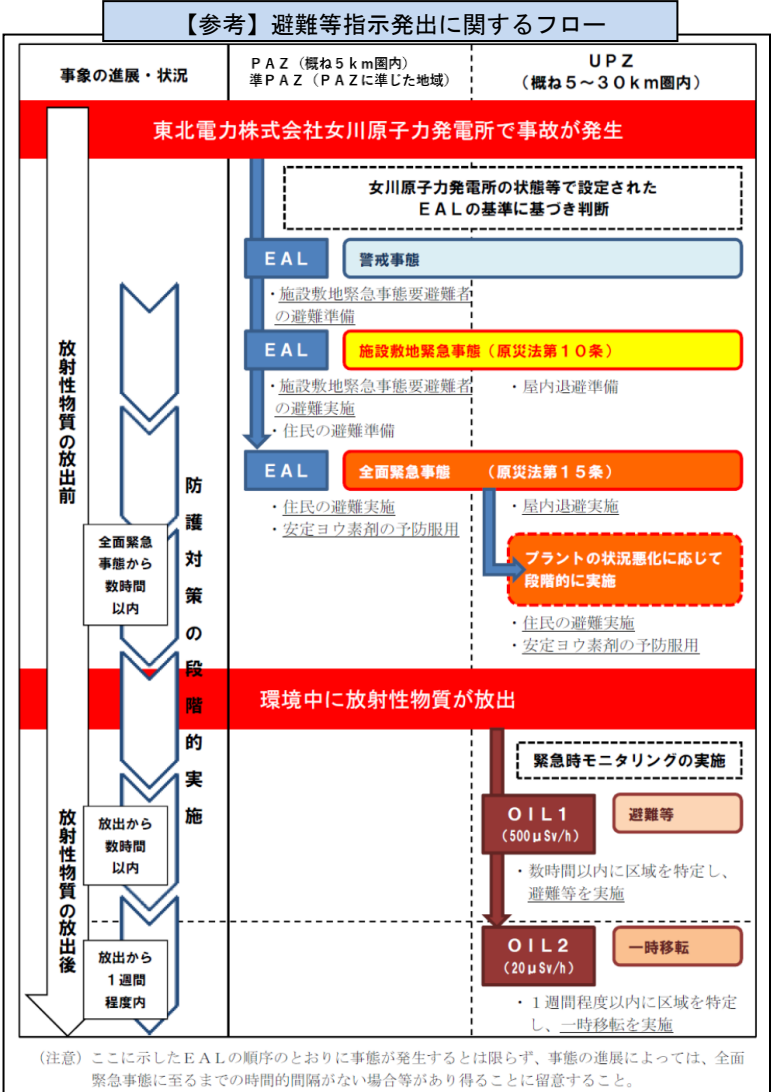 【参考】避難等指示発出に関するフロー
事象の進展・状況
ＰＡＺ（概ね５ｋｍ圏内）
準ＰＡＺ（ＰＡＺに準じた地域）
ＵＰＺ
（概ね５～３０ｋｍ圏内）
東北電力株式会社女川原子力発電所で事故が発生
女川原子力発電所の状態等で設定された
ＥＡＬの基準に基づき判断
ＥＡＬ
警戒事態
・施設敷地緊急事態要避難者
の避難準備
ＥＡＬ
施設敷地緊急事態（原災法第１０条）
・施設敷地緊急事態要避難者
の避難実施
・住民の避難準備
・屋内退避準備
ＥＡＬ
全面緊急事態　　（原災法第１５条）
・住民の避難実施
・安定ヨウ素剤の予防服用
・屋内退避実施
プラントの状況悪化に応じて
段階的に実施
・住民の避難実施
・安定ヨウ素剤の予防服用
放射性物質の放出前
防護対策の段階的実施
全面緊急
事態から
数時間
以内
環境中に放射性物質が放出
緊急時モニタリングの実施
放射性物質の放出後
放出から
数時間
以内
ＯＩＬ１
（500μSv/h）
避難等
・数時間以内に区域を特定し、
避難等を実施
放出から
１週間
程度内
ＯＩＬ２
（20μSv/h）
一時移転
・１週間程度以内に区域を特定
し、一時移転を実施
（注意）ここに示したＥＡＬの順序のとおりに事態が発生するとは限らず、事態の進展によっては、全面
緊急事態に至るまでの時間的間隔がない場合等があり得ることに留意すること。